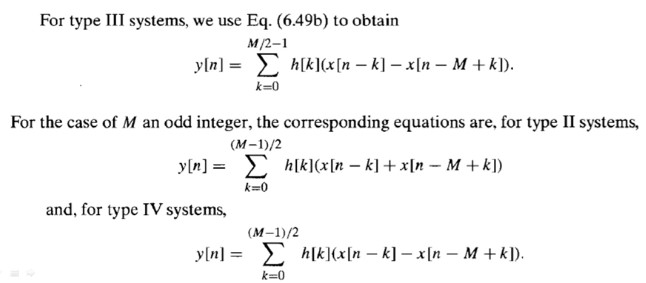 For type III systems, we use Eq. (6.49b) to obtain
M/2−1
y[n] = ∑ h[k](x[n − k] − x[n − M + k]).
k=0
For the case of M an odd integer, the corresponding equations are, for type II systems,
(M−1)/2
y[n] = ∑ h[k](x[n − k] + x[n − M + k])
k=0
and, for type IV systems,
(M−1)/2
y[n] = ∑ h[k](x[n − k] − x[n − M + k]).
k=0